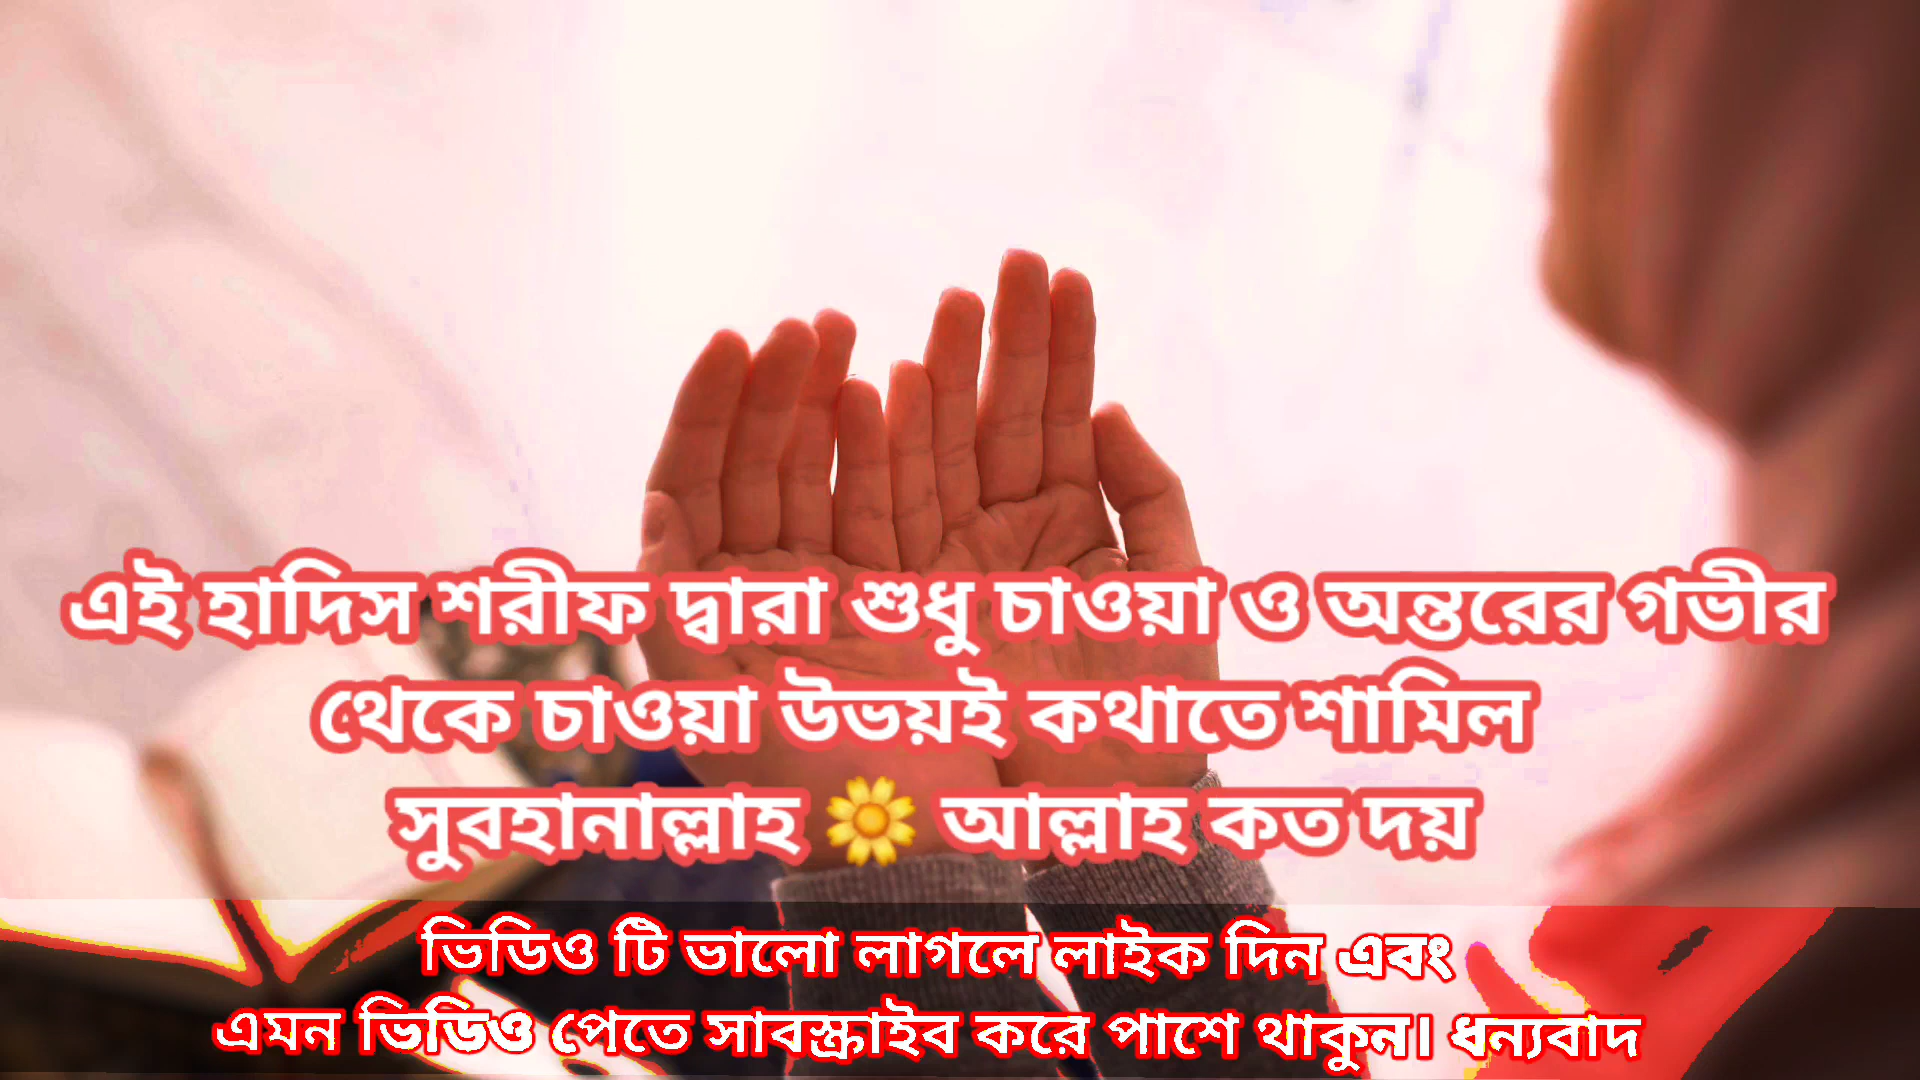 এই হাদিস শরীফ দ্বারা শুধু চাওয়া ও অন্তরের গভীর
থেকে চাওয়া উভয়ই কথাতে শামিল
সুবহানাল্লাহ 🌼 আল্লাহ কত দয়
ভিডিও টি ভালো লাগলে লাইক দিন এবং
এমন ভিডিও পেতে সাবস্ক্রাইব করে পাশে থাকুন। ধন্যবাদ